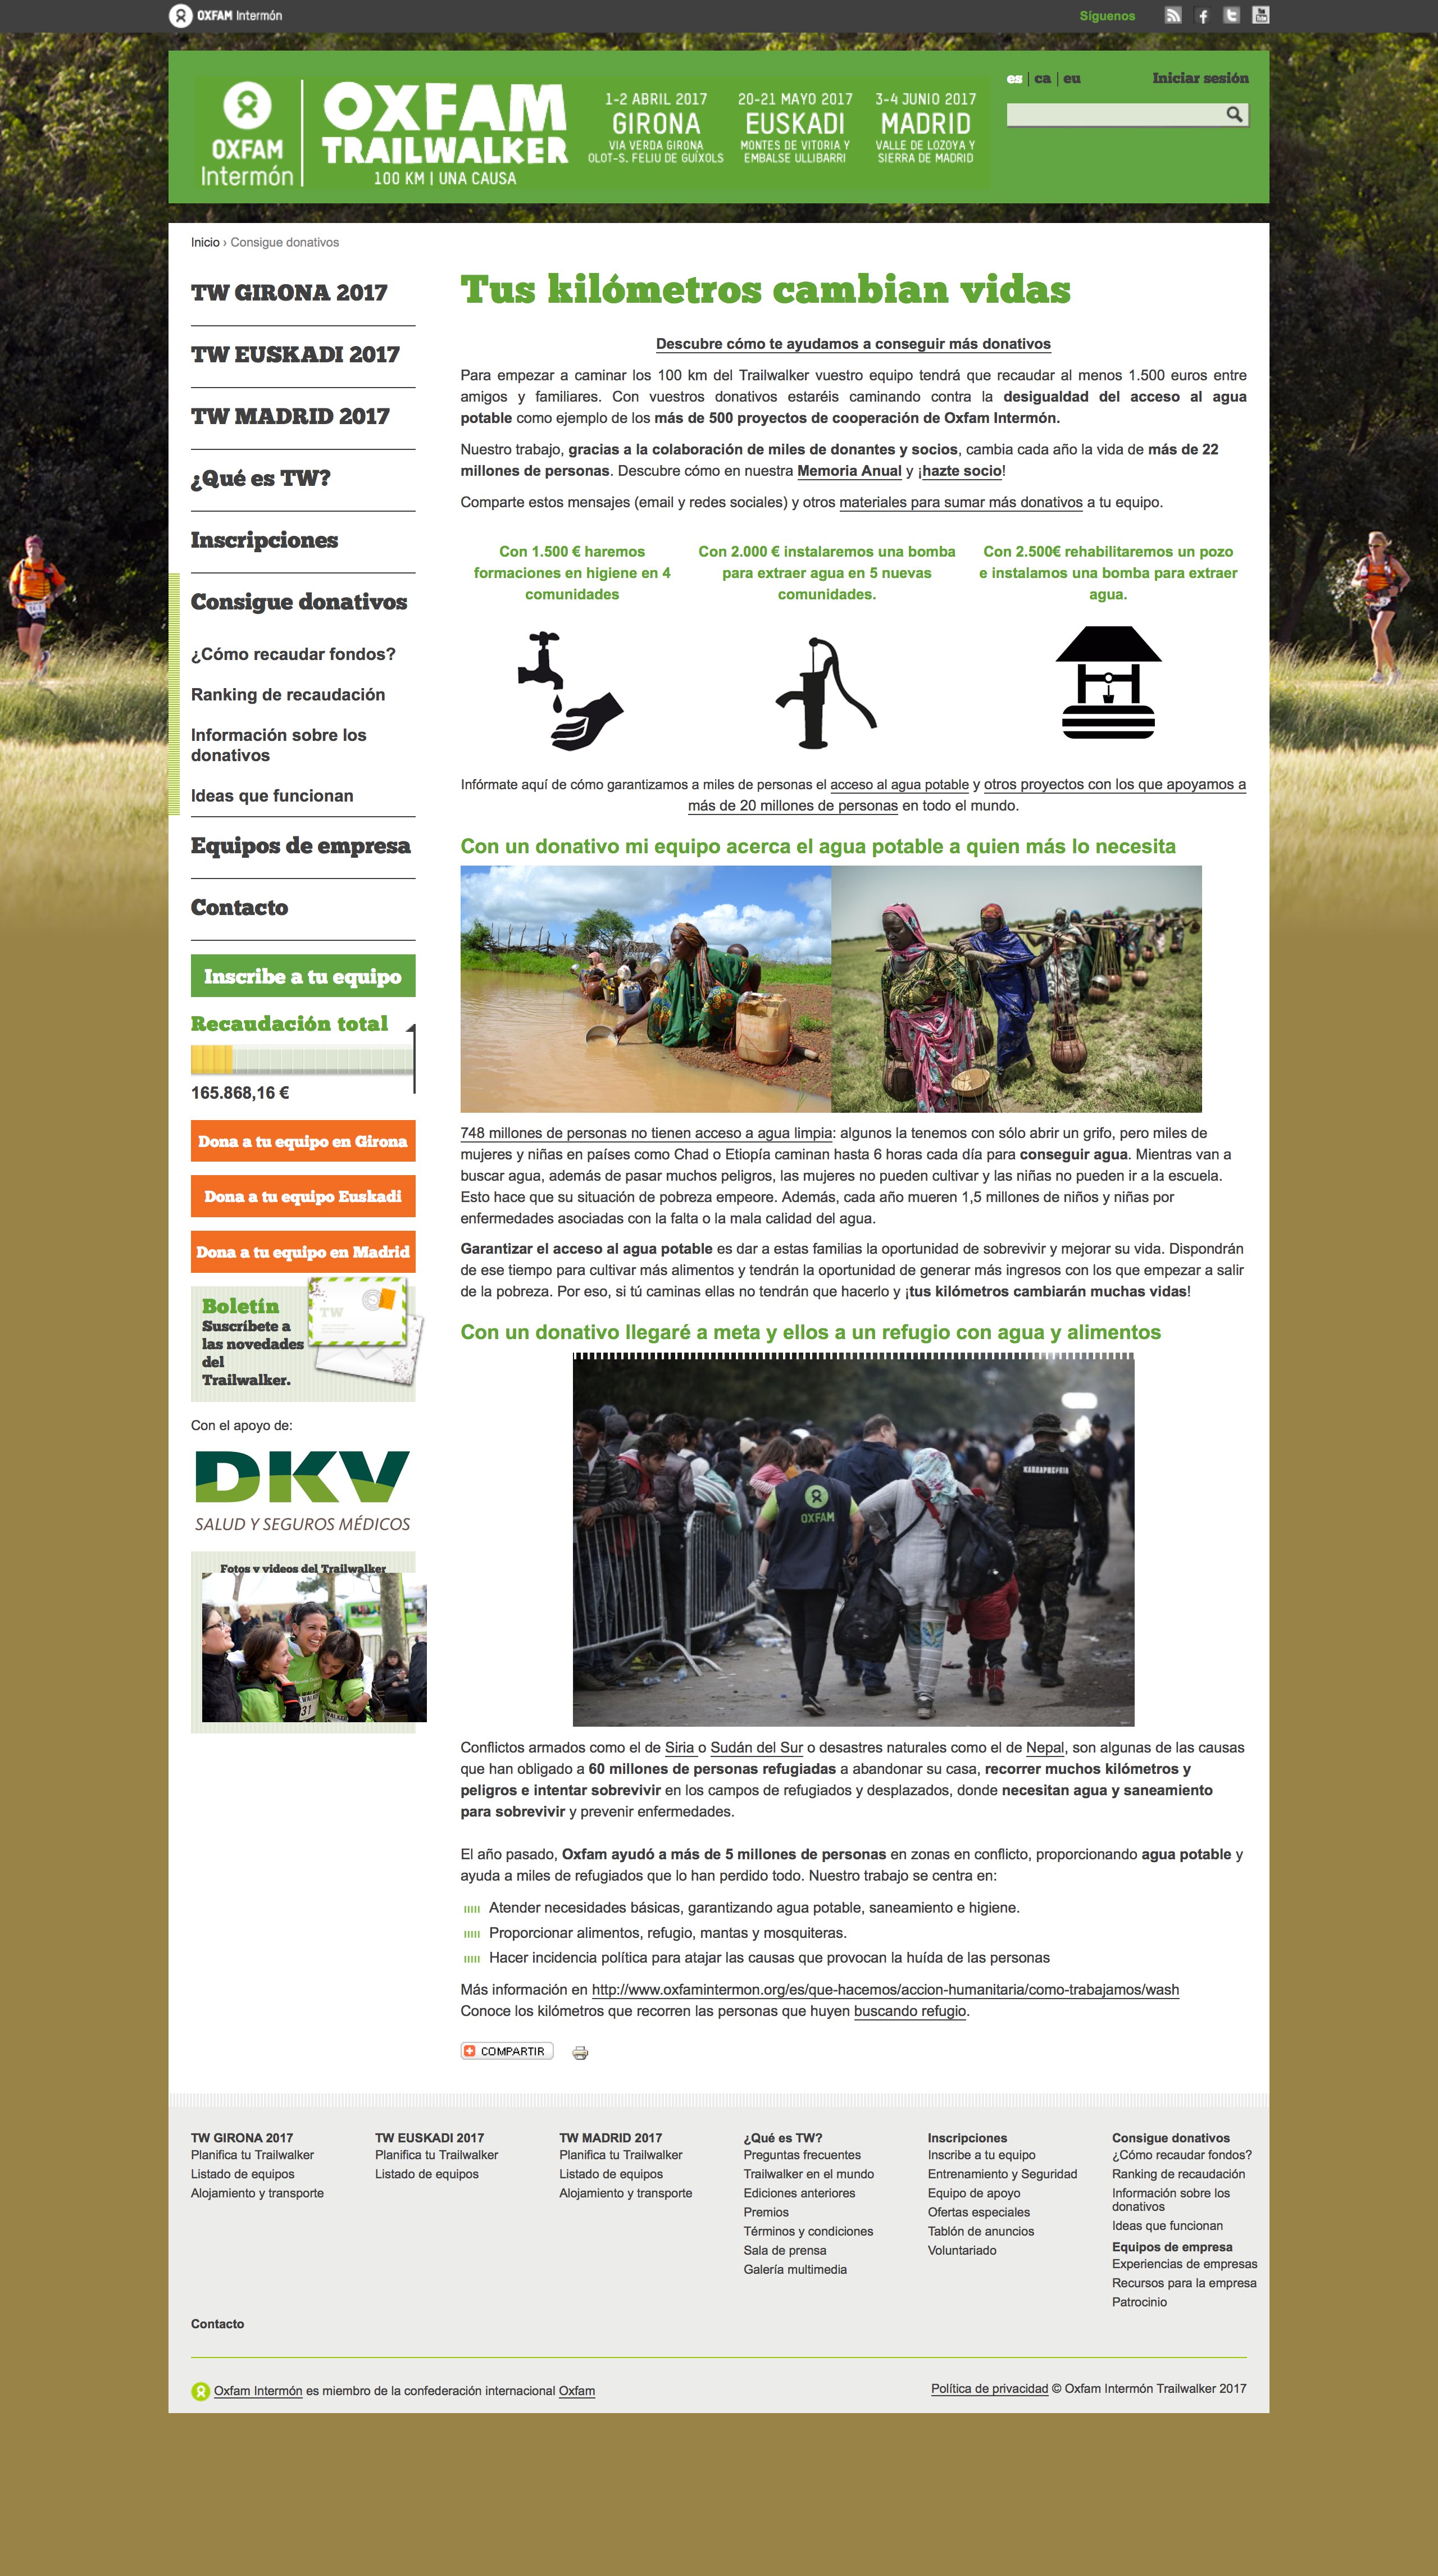 OXFAM Intermón
Síguenos
OXFAM
Intermón
OXFAM
TRAILWALKER
100 KM | UNA CAUSA
1-2 ABRIL 2017
GIRONA
VIA VERDA GIRONA
OLOT-S. FELIU DE GUÍXOLS
20-21 MAYO 2017
EUSKADI
MONTES DE VITORIA Y
EMBALSE ULLIBARRI
3-4 JUNIO 2017
MADRID
VALLE DE LOZOYA Y
SIERRA DE MADRID
es | ca | eu
Iniciar sesión
Inicio › Consigue donativos
TW GIRONA 2017
TW EUSKADI 2017
TW MADRID 2017
¿Qué es TW?
Inscripciones
Consigue donativos
¿Cómo recaudar fondos?
Ranking de recaudación
Información sobre los
donativos
Ideas que funcionan
Equipos de empresa
Contacto
Inscribe a tu equipo
Recaudación total
165.868,16 €
Dona a tu equipo en Girona
Dona a tu equipo Euskadi
Dona a tu equipo en Madrid
Boletín
Suscríbete a
las novedades
del
Trailwalker.
TW
Con el apoyo de:
DKV
SALUD Y SEGUROS MÉDICOS
Fotos y videos del Trailwalker
31
Tus kilómetros cambian vidas
Descubre cómo te ayudamos a conseguir más donativos
Para empezar a caminar los 100 km del Trailwalker vuestro equipo tendrá que recaudar al menos 1.500 euros entre
amigos y familiares. Con vuestros donativos estaréis caminando contra la desigualdad del acceso al agua
potable como ejemplo de los más de 500 proyectos de cooperación de Oxfam Intermón.
Nuestro trabajo, gracias a la colaboración de miles de donantes y socios, cambia cada año la vida de más de 22
millones de personas. Descubre cómo en nuestra Memoria Anual y ¡hazte socio!
Comparte estos mensajes (email y redes sociales) y otros materiales para sumar más donativos a tu equipo.
Con 1.500 € haremos
formaciones en higiene en 4
comunidades
Con 2.000 € instalaremos una bomba
para extraer agua en 5 nuevas
comunidades.
Con 2.500€ rehabilitaremos un pozo
e instalamos una bomba para extraer
agua.
Infórmate aquí de cómo garantizamos a miles de personas el acceso al agua potable y otros proyectos con los que apoyamos a
más de 20 millones de personas en todo el mundo.
Con un donativo mi equipo acerca el agua potable a quien más lo necesita
748 millones de personas no tienen acceso a agua limpia: algunos la tenemos con sólo abrir un grifo, pero miles de
mujeres y niñas en países como Chad o Etiopía caminan hasta 6 horas cada día para conseguir agua. Mientras van a
buscar agua, además de pasar muchos peligros, las mujeres no pueden cultivar y las niñas no pueden ir a la escuela.
Esto hace que su situación de pobreza empeore. Además, cada año mueren 1,5 millones de niños y niñas por
enfermedades asociadas con la falta o la mala calidad del agua.
Garantizar el acceso al agua potable es dar a estas familias la oportunidad de sobrevivir y mejorar su vida. Dispondrán
de ese tiempo para cultivar más alimentos y tendrán la oportunidad de generar más ingresos con los que empezar a salir
de la pobreza. Por eso, si tú caminas ellas no tendrán que hacerlo y ¡tus kilómetros cambiarán muchas vidas!
Con un donativo llegaré a meta y ellos a un refugio con agua y alimentos
OXFAM
Conflictos armados como el de Siria o Sudán del Sur o desastres naturales como el de Nepal, son algunas de las causas
que han obligado a 60 millones de personas refugiadas a abandonar su casa, recorrer muchos kilómetros y
peligros e intentar sobrevivir en los campos de refugiados y desplazados, donde necesitan agua y saneamiento
para sobrevivir y prevenir enfermedades.
El año pasado, Oxfam ayudó a más de 5 millones de personas en zonas en conflicto, proporcionando agua potable y
ayuda a miles de refugiados que lo han perdido todo. Nuestro trabajo se centra en:
Atender necesidades básicas, garantizando agua potable, saneamiento e higiene.
Proporcionar alimentos, refugio, mantas y mosquiteras.
Hacer incidencia política para atajar las causas que provocan la huída de las personas
Más información en http://www.oxfamintermon.org/es/que-hacemos/accion-humanitaria/como-trabajamos/wash
Conoce los kilómetros que recorren las personas que huyen buscando refugio.
COMPARTIR
TW GIRONA 2017
Planifica tu Trailwalker
Listado de equipos
Alojamiento y transporte
TW EUSKADI 2017
Planifica tu Trailwalker
Listado de equipos
TW MADRID 2017
Planifica tu Trailwalker
Listado de equipos
Alojamiento y transporte
¿Qué es TW?
Preguntas frecuentes
Trailwalker en el mundo
Ediciones anteriores
Premios
Términos y condiciones
Sala de prensa
Galería multimedia
Inscripciones
Inscribe a tu equipo
Entrenamiento y Seguridad
Equipo de apoyo
Ofertas especiales
Tablón de anuncios
Voluntariado
Consigue donativos
¿Cómo recaudar fondos?
Ranking de recaudación
Información sobre los
donativos
Ideas que funcionan
Equipos de empresa
Experiencias de empresas
Recursos para la empresa
Patrocinio
Contacto
Oxfam Intermón es miembro de la confederación internacional Oxfam
Política de privacidad © Oxfam Intermón Trailwalker 2017